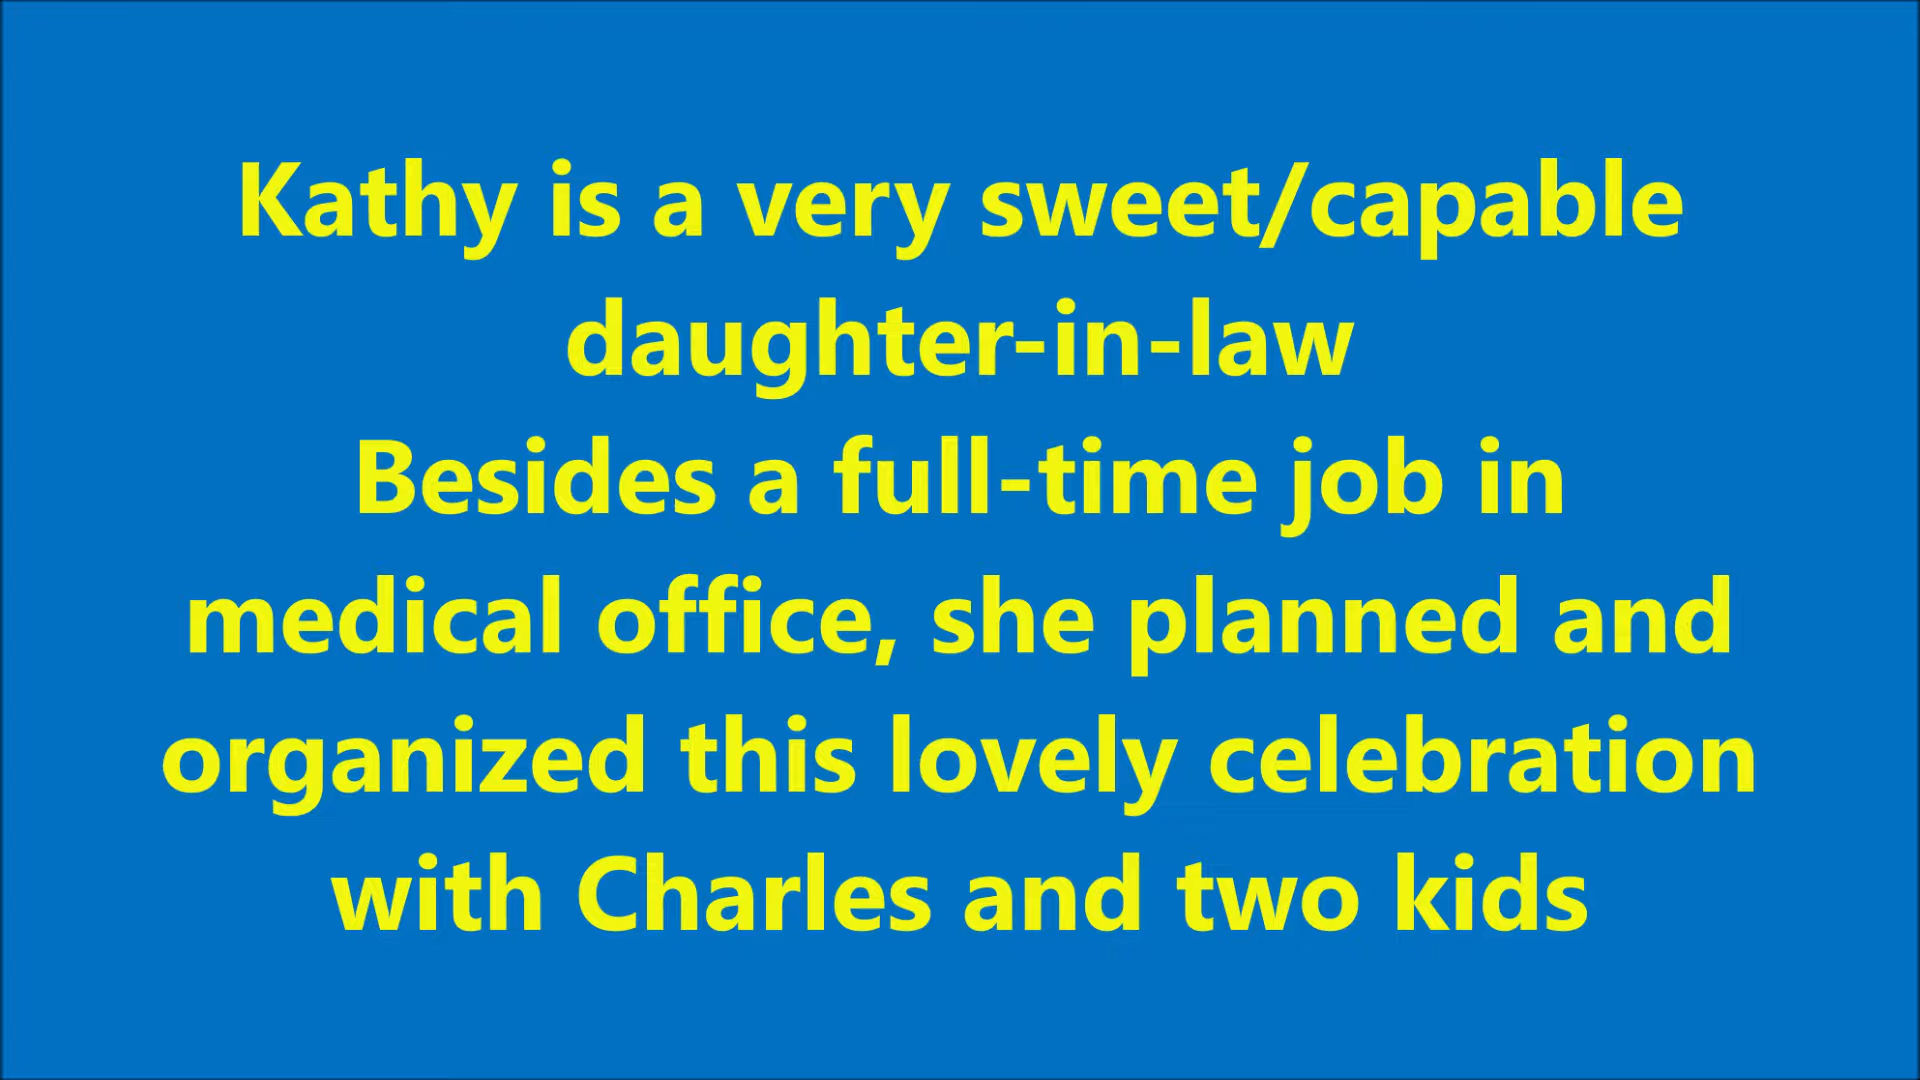 Kathy is a very sweet/capable
daughter-in-law
Besides a full-time job in
medical office, she planned and
organized this lovely celebration
with Charles and two kids